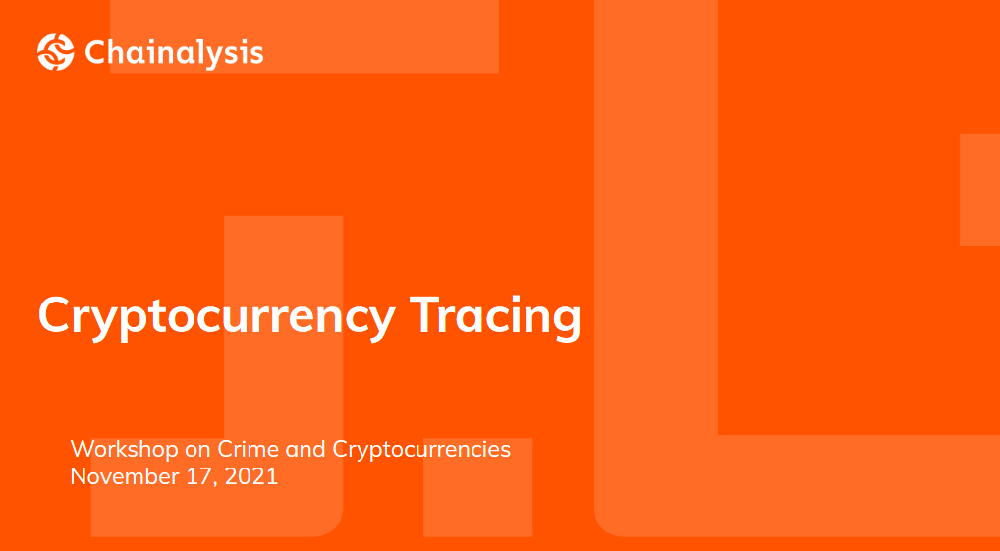 Chainalysis
Cryptocurrency Tracing
Workshop on Crime and Cryptocurrencies
November 17, 2021